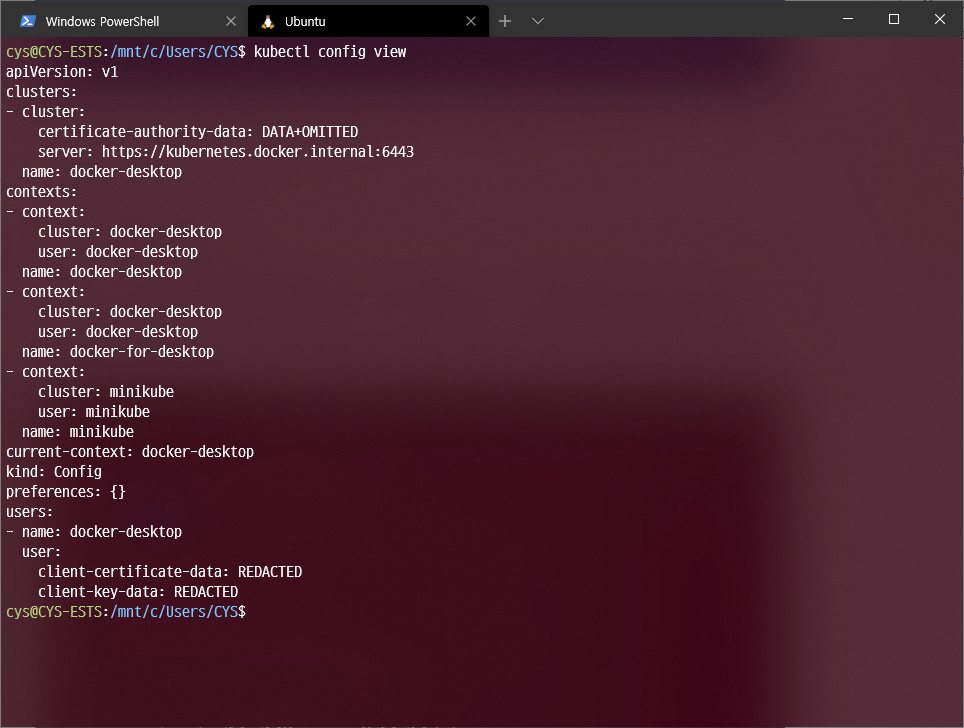 Windows PowerShell
Ubuntu
cys@CYS-ESTS:/mnt/c/Users/CYS$ kubectl config view
apiVersion: v1
clusters:
- cluster:
    certificate-authority-data: DATA+OMITTED
    server: https://kubernetes.docker.internal:6443
  name: docker-desktop
contexts:
- context:
    cluster: docker-desktop
    user: docker-desktop
  name: docker-desktop
- context:
    cluster: docker-desktop
    user: docker-desktop
  name: docker-for-desktop
- context:
    cluster: minikube
    user: minikube
  name: minikube
current-context: docker-desktop
kind: Config
preferences: {}
users:
- name: docker-desktop
  user:
    client-certificate-data: REDACTED
    client-key-data: REDACTED
cys@CYS-ESTS:/mnt/c/Users/CYS$